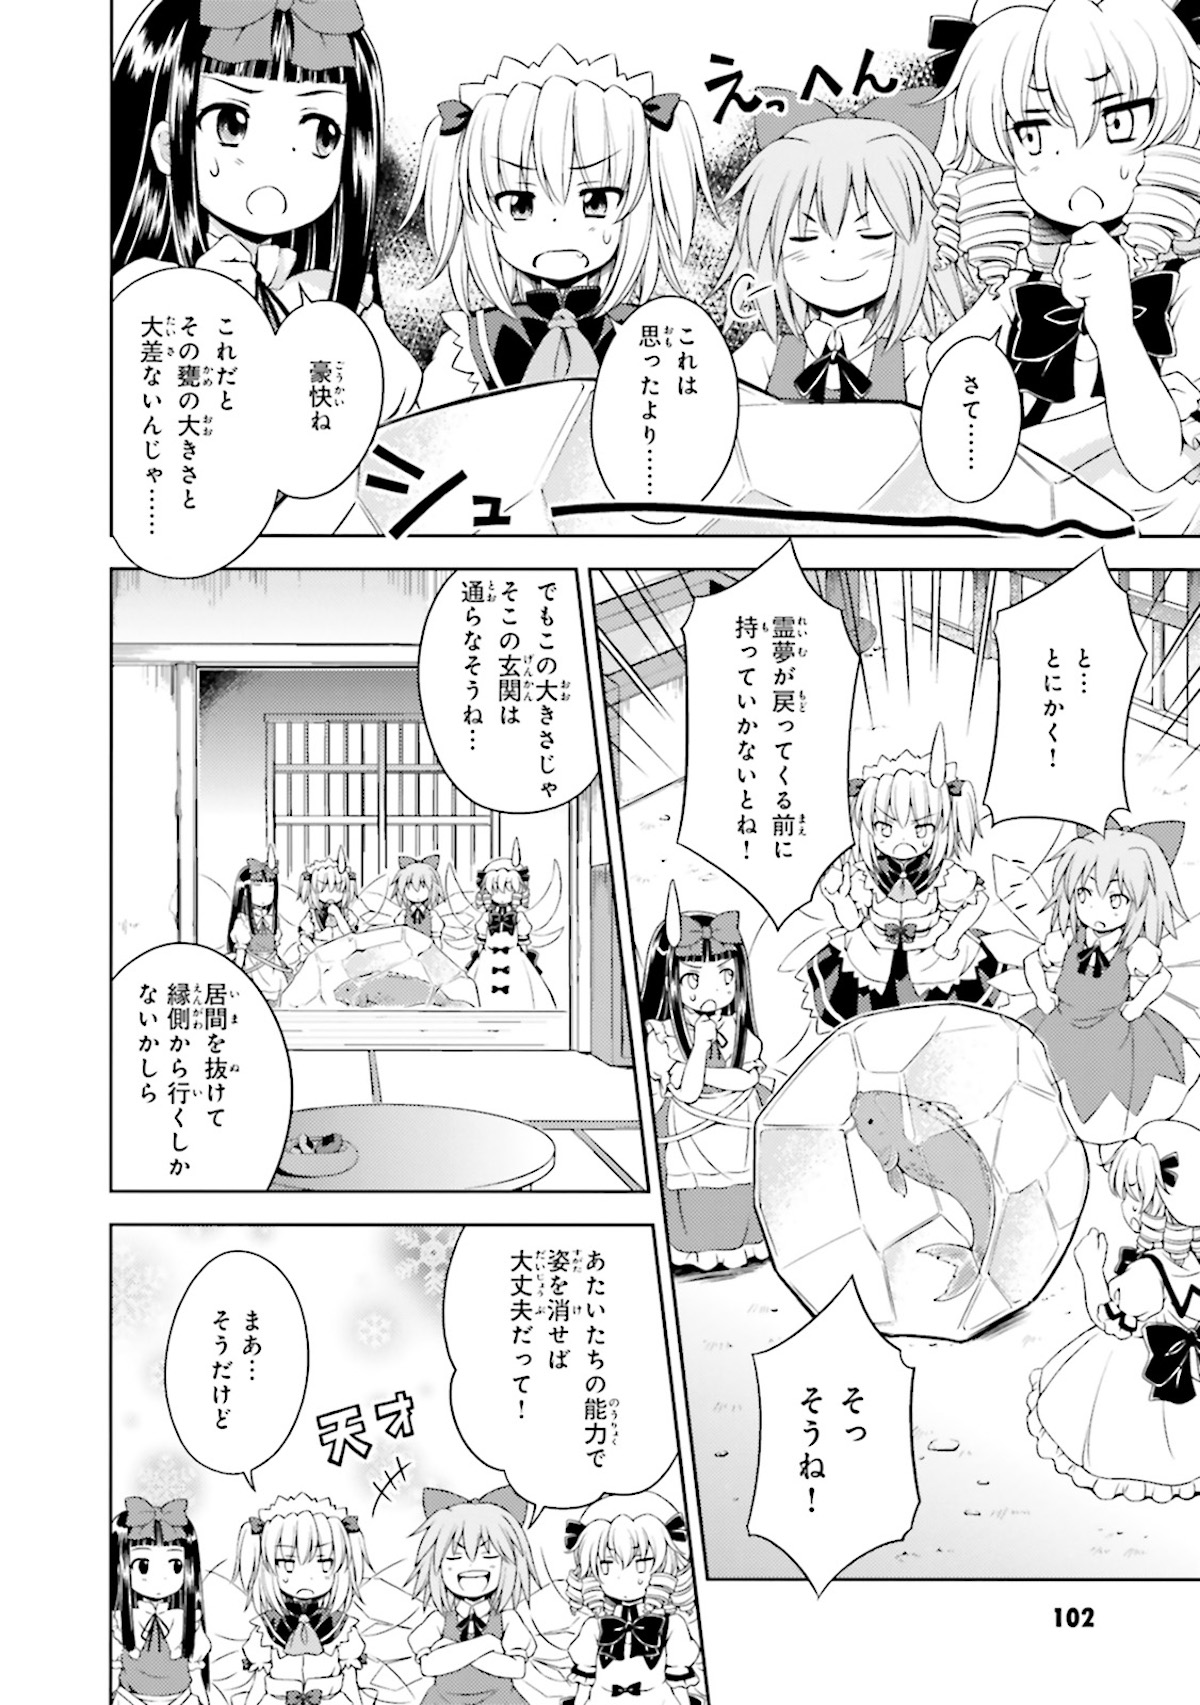 えっへん
さて……
これは
思ったより……
豪快ね
これだと
その甕の大きさと
大差ないんじゃ……
ジュー
と…
とにかく！
霊夢が戻ってくる前に
持っていかないとね！
そっ
そうね！
でもこの大きさじゃ
そこの玄関は
通らなそうね…
居間を抜けて
縁側から行くしか
ないかしら
あたいたちの能力で
姿を消せば
大丈夫だって！
天才
まあ…
そうだけど
102